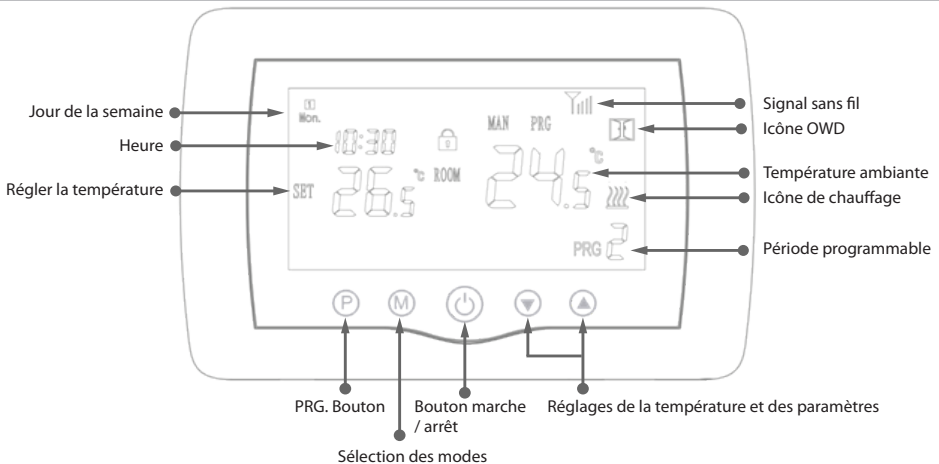 Jour de la semaine
Heure
Régler la température
1
Mon.
10:30
MAN PRG
SET 26.5 °C ROOM 24.5 °C
PRG 2
Signal sans fil
Icône OWD
Température ambiante
Icône de chauffage
Période programmable
P M
PRG. Bouton
Bouton marche
/ arrêt
Réglages de la température et des paramètres
Sélection des modes